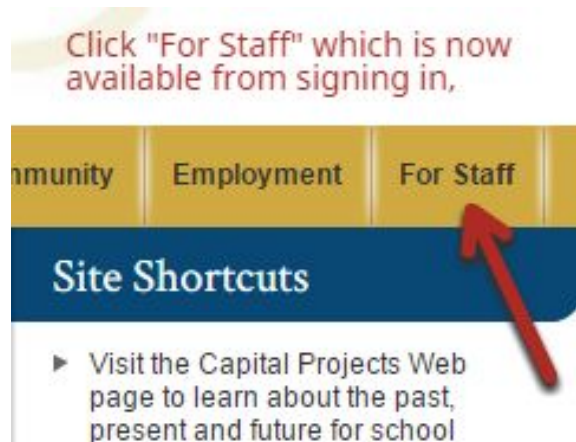 Click "For Staff" which is now
available from signing in,
mmunity Employment For Staff
Site Shortcuts
Visit the Capital Projects Web
page to learn about the past,
present and future for school